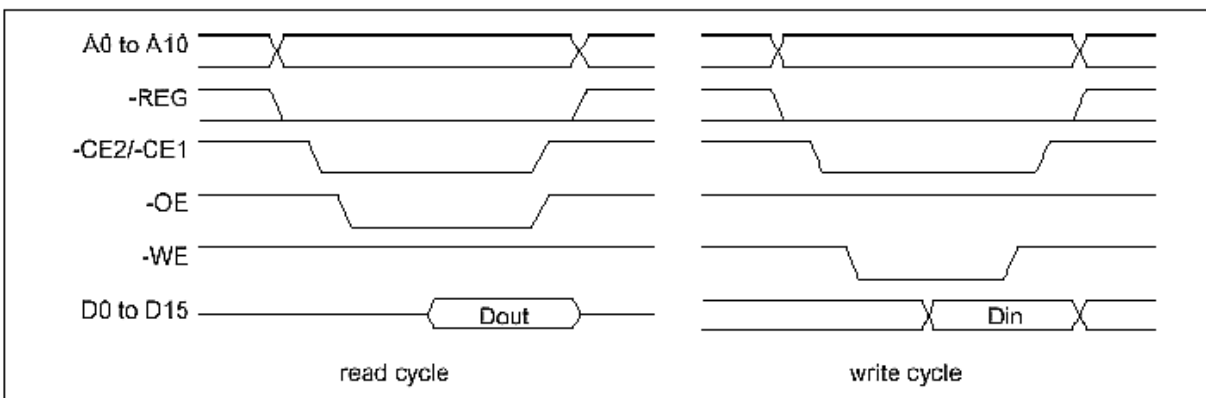 A0 to A10
-REG
-CE2/-CE1
-OE
-WE
D0 to D15
Dout
Din
read cycle
write cycle